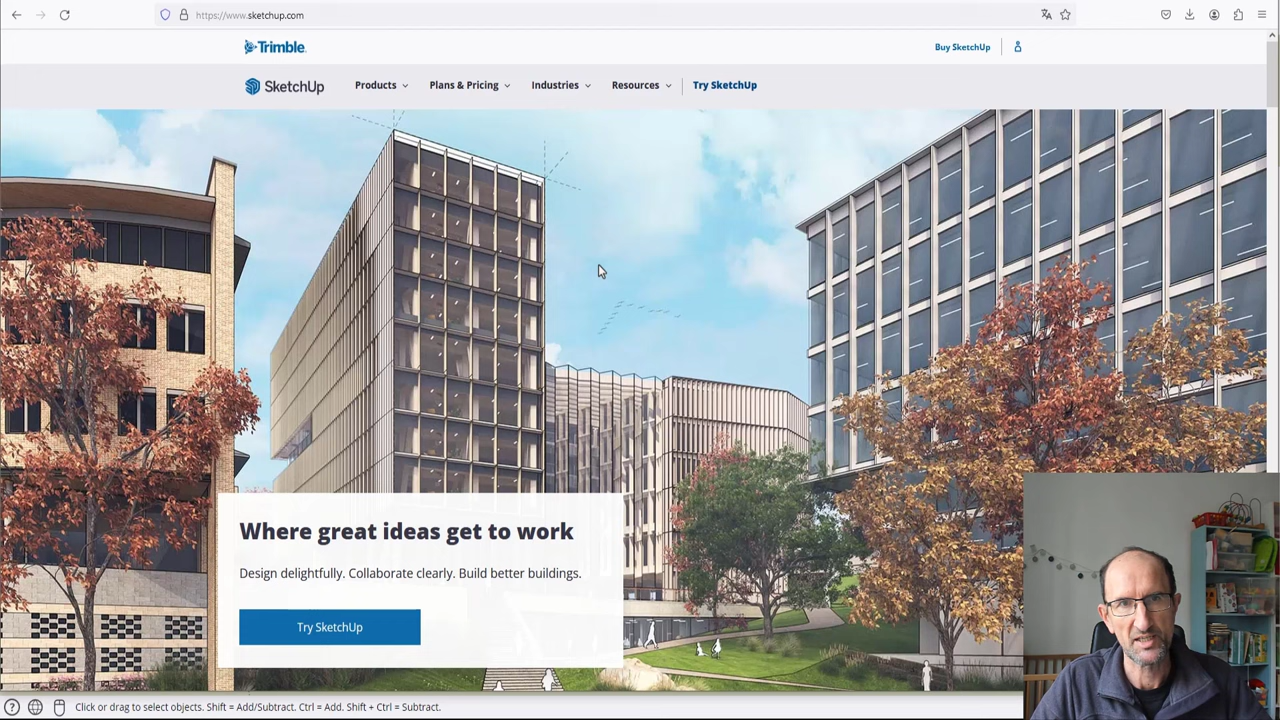 https://www.sketchup.com
Trimble
Buy SketchUp
SketchUp
Products
Plans & Pricing
Industries
Resources
Try SketchUp
Where great ideas get to work
Design delightfully. Collaborate clearly. Build better buildings.
Try SketchUp
Click or drag to select objects. Shift = Add/Subtract. Ctrl = Add. Shift + Ctrl = Subtract.